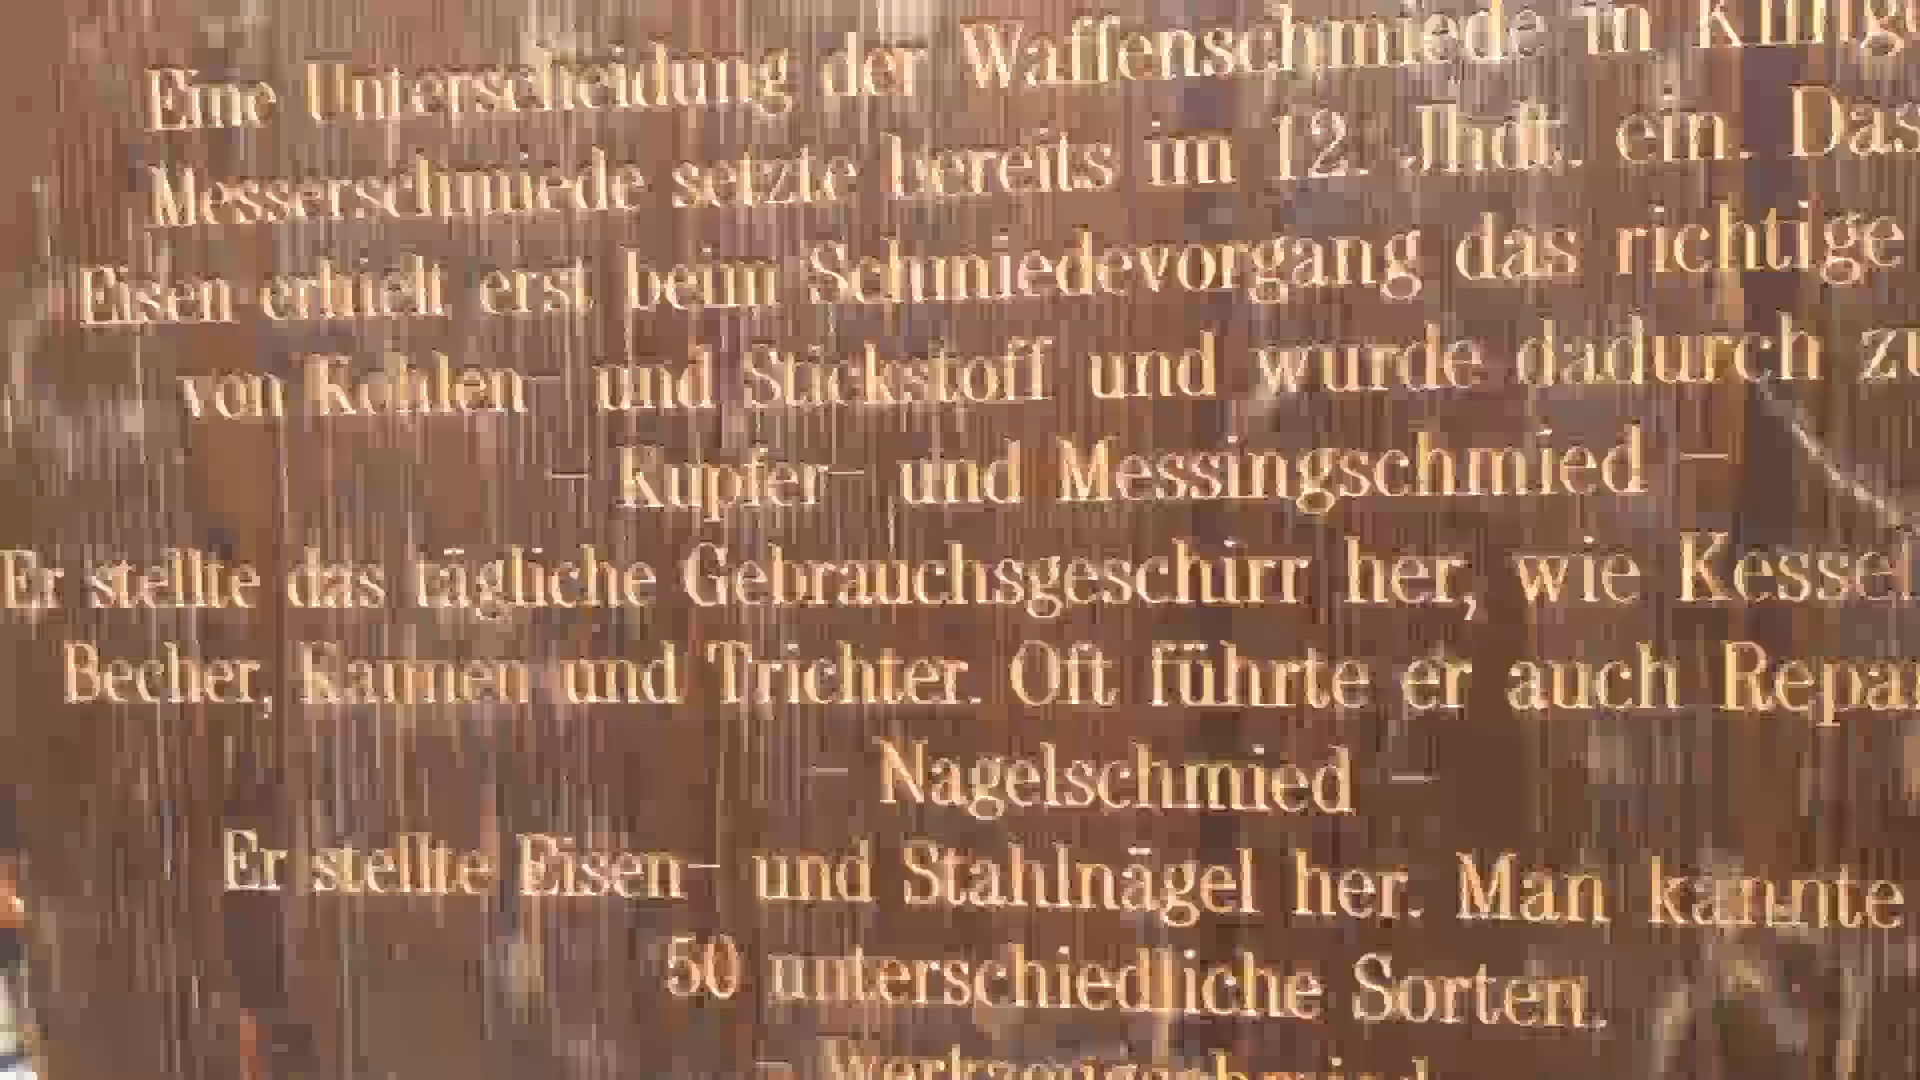 Eine Unterscheidung der Waffenschmiede in
Messerschmiede setzte bereits im 12. Jhdt. ein. Das
Eisen erhielt erst beim Schmiedevorgang das richtige
von Kohlen- und Stickstoff und wurde dadurch
- Kupfer- und Messingschmied -
Er stellte das tägliche Gebrauchsgeschirr her, wie Kessel
Becher, Kannen und Trichter. Oft führte er auch
- Nagelschmied -
Er stellte Eisen- und Stahlnägel her. Man kannte
50 unterschiedliche Sorten.